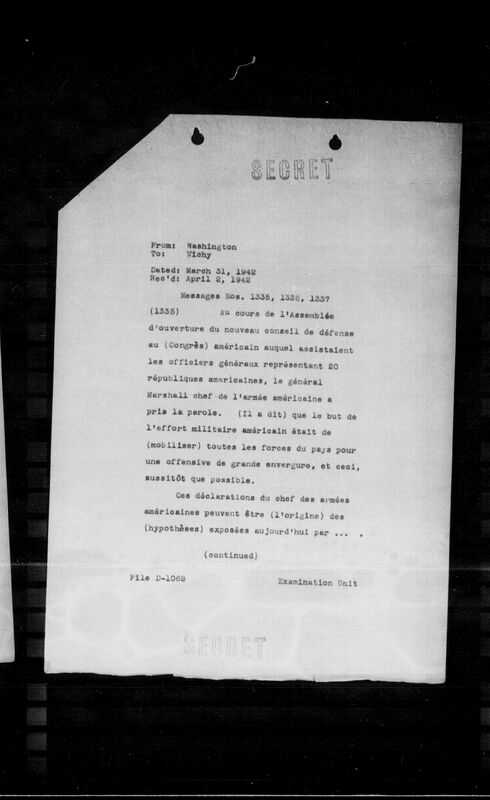 SECRET
From: Washington
To: Vichy
Dated: March 31, 1942
Rec'd: April 2, 1942
Messages Nos. 1335, 1336, 1337
(1335) Au cours de l'Assemblée
d'ouverture du nouveau conseil de défense
au (Congrès) américain auquel assistaient
les officiers généraux représentant 20
républiques américaines, le général
Marshall chef de l'armée américaine a
pris la parole. (Il a dit) que le but de
l'effort militaire américain était de
(mobiliser) toutes les forces du pays pour
une offensive de grande envergure, et ceci,
aussitôt que possible.
Ces déclarations du chef des armées
américaines peuvent être (l'origine) des
(hypothèses) exposées aujourd'hui par ... .
(continued)
File D-1068 Examination Unit
SECRET